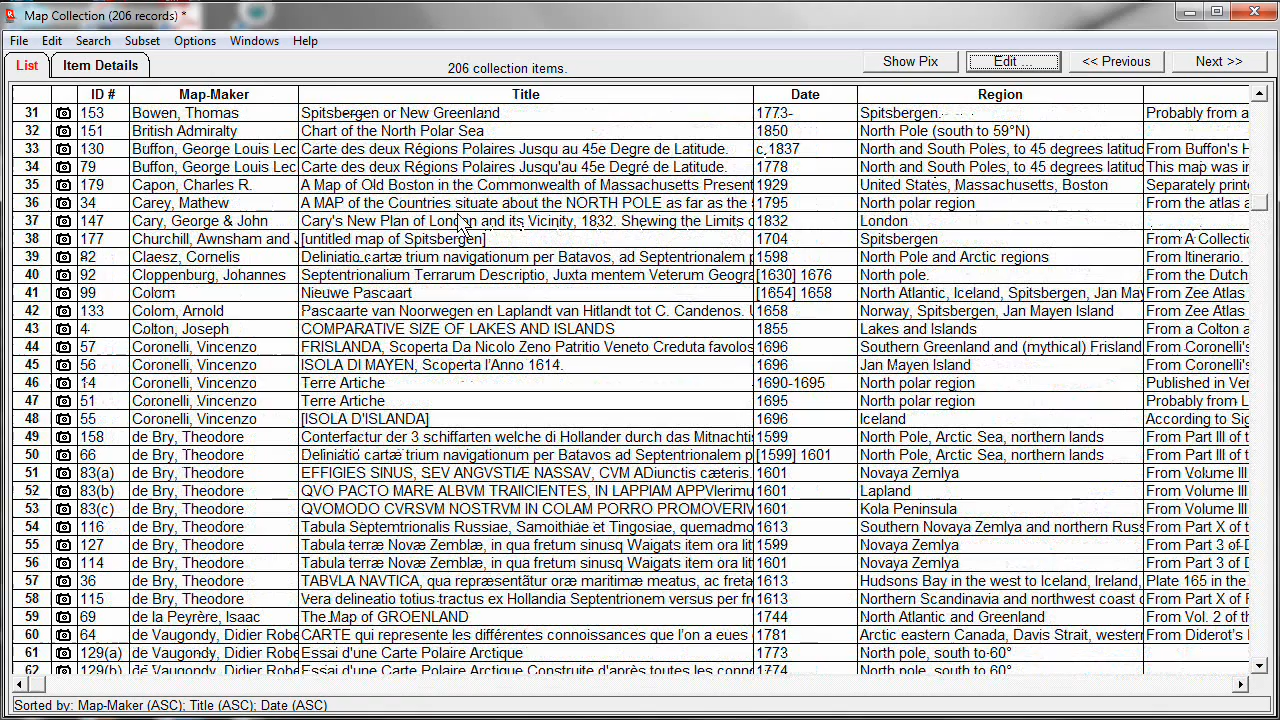 Map Collection (206 records) *
File Edit Search Subset Options Windows Help
List Item Details 206 collection items. Show Pix Edit ... << Previous Next >>
ID # Map-Maker Title Date Region
31 153 Bowen, Thomas Spitsbergen or New Greenland 1773- Spitsbergen. Probably from a
32 151 British Admiralty Chart of the North Polar Sea 1850 North Pole (south to 59°N)
33 130 Buffon, George Louis Lec Carte des deux Régions Polaires Jusqu au 45e Degre de Latitude. c,1837 North and South Poles, to 45 degrees latitud From Buffon's H
34 79 Buffon, George Louis Lec Carte des deux Régions Polaires Jusqu'au 45e Degré de Latitude. 1778 North and South Poles, to 45 degrees latitud This map was in
35 179 Capon, Charles R. A Map of Old Boston in the Commonwealth of Massachusetts Present 1929 United States, Massachusetts, Boston Separately print
36 34 Carey, Mathew A MAP of the Countries situate about the NORTH POLE as far as the 1795 North polar region From the atlas a
37 147 Cary, George & John Cary's New Plan of London and its Vicinity, 1832. Shewing the Limits c 1832 London
38 177 Churchill, Awnsham and J [untitled map of Spitsbergen] 1704 Spitsbergen From A Collectic
39 82 Claesz, Cornelis Deliniatio cartæ trium navigationum per Batavos, ad Septentrionalem p 1598 North Pole and Arctic regions From Itinerario.
40 92 Cloppenburg, Johannes Septentrionalium Terrarum Descriptio, Juxta mentem Veterum Geogra [1630] 1676 North pole. From the Dutch
41 99 Colom Nieuwe Pascaart [1654] 1658 North Atlantic, Iceland, Spitsbergen, Jan May From Zee Atlas
42 133 Colom, Arnold Pascaarte van Noorwegen en Laplandt van Hitlandt tot C. Candenos. 1658 Norway, Spitsbergen, Jan Mayen Island From Zee Atlas
43 4 Colton, Joseph COMPARATIVE SIZE OF LAKES AND ISLANDS 1855 Lakes and Islands From a Colton a
44 57 Coronelli, Vincenzo FRISLANDA, Scoperta Da Nicolo Zeno Patritio Veneto Creduta favolos 1696 Southern Greenland and (mythical) Frisland From Coronelli's
45 56 Coronelli, Vincenzo ISOLA DI MAYEN, Scoperta l'Anno 1614. 1696 Jan Mayen Island From Coronelli's
46 14 Coronelli, Vincenzo Terre Artiche 1690-1695 North polar region Published in Ver
47 51 Coronelli, Vincenzo Terre Artiche 1695 North polar region Probably from L
48 55 Coronelli, Vincenzo [ISOLA D'ISLANDA] 1696 Iceland According to Sig
49 158 de Bry, Theodore Conterfactur der 3 schiffarten welche di Hollander durch das Mitnachtis 1599 North Pole, Arctic Sea, northern lands From Part III of t
50 66 de Bry, Theodore Deliniatio cartæ trium navigationum per Batavos ad Septentrionalem p [1599] 1601 North Pole, Arctic Sea, northern lands From Part III of t
51 83(a) de Bry, Theodore EFFIGIES SINUS, SEV ANGVSTIÆ NASSAV, CVM ADiunctis cæteris. 1601 Novaya Zemlya From Volume III
52 83(b) de Bry, Theodore QVO PACTO MARE ALBVM TRAIICIENTES, IN LAPPIAM APPVlerimu 1601 Lapland From Volume III
53 83(c) de Bry, Theodore QVOMODO CVRSVM NOSTRVM IN COLAM PORRO PROMOVERIV 1601 Kola Peninsula From Volume III
54 116 de Bry, Theodore Tabula Septemtrionalis Russiae, Samoithiae et Tingosiae, quemadmo 1613 Southern Novaya Zemlya and northern Russ From Part X of t
55 127 de Bry, Theodore Tabula terræ Novæ Zemblæ, in qua fretum sinusq Waigats item ora lit 1599 Novaya Zemlya From Part 3 of D
56 114 de Bry, Theodore Tabula terræ Novæ Zemblæ, in qua fretum sinusq Waigats item ora lit 1601 Novaya Zemlya From Part 3 of D
57 36 de Bry, Theodore TABVLA NAVTICA, qua repræsentãtur oræ maritimæ meatus, ac freta 1613 Hudsons Bay in the west to Iceland, Ireland, Plate 165 in the
58 115 de Bry, Theodore Vera delineatio totius tractus ex Hollandia Septentrionem versus per fr 1613 Northern Scandinavia and northwest coast c From Part X of F
59 69 de la Peyrère, Isaac The Map of GROENLAND 1744 North Atlantic and Greenland From Vol. 2 of th
60 64 de Vaugondy, Didier Robe CARTE qui represente les différentes connoissances que l'on a eues 1781 Arctic eastern Canada, Davis Strait, western From Diderot's
61 129(a) de Vaugondy, Didier Robe Essai d'une Carte Polaire Arctique 1773 North pole, south to 60°
62 129(b) de Vaugondy, Didier Robe Essai d'une Carte Polaire Arctique Construite d'après toutes les conno 1774 North pole, south to 60°
Sorted by: Map-Maker (ASC); Title (ASC); Date (ASC)